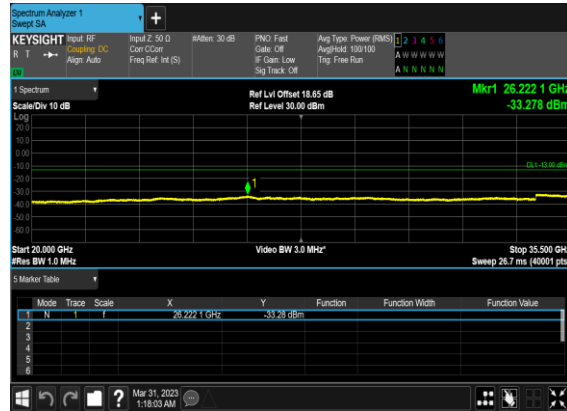 Spectrum Analyzer 1
Swept SA
+
KEYSIGHT Input: RF Input Z: 50 Ω #Atten: 30 dB PNO: Fast Avg Type: Power (RMS) 1 2 3 4 5 6
R T Coupling: DC Corr CCorr Gate: Off Avg|Hold: 100/100 A W W W W W
Align: Auto Freq Ref: Int (S) IF Gain: Low Trig: Free Run
Sig Track: Off A N N N N N
1 Spectrum Ref Lvl Offset 18.65 dB Mkr1 26.222 1 GHz
Scale/Div 10 dB Ref Level 30.00 dBm -33.278 dBm
Log
20.0
10.0
0.00
-10.0
DL1 -13.00 dBm
-20.0
1
-30.0
-40.0
-50.0
-60.0
Start 20.000 GHz Video BW 3.0 MHz* Stop 35.500 GHz
#Res BW 1.0 MHz Sweep 26.7 ms (40001 pts)
5 Marker Table
Mode Trace Scale X Y Function Function Width Function Value
1 N 1 f 26.222 1 GHz -33.28 dBm
2
3
4
5
6
? Mar 31, 2023
1:18:03 AM